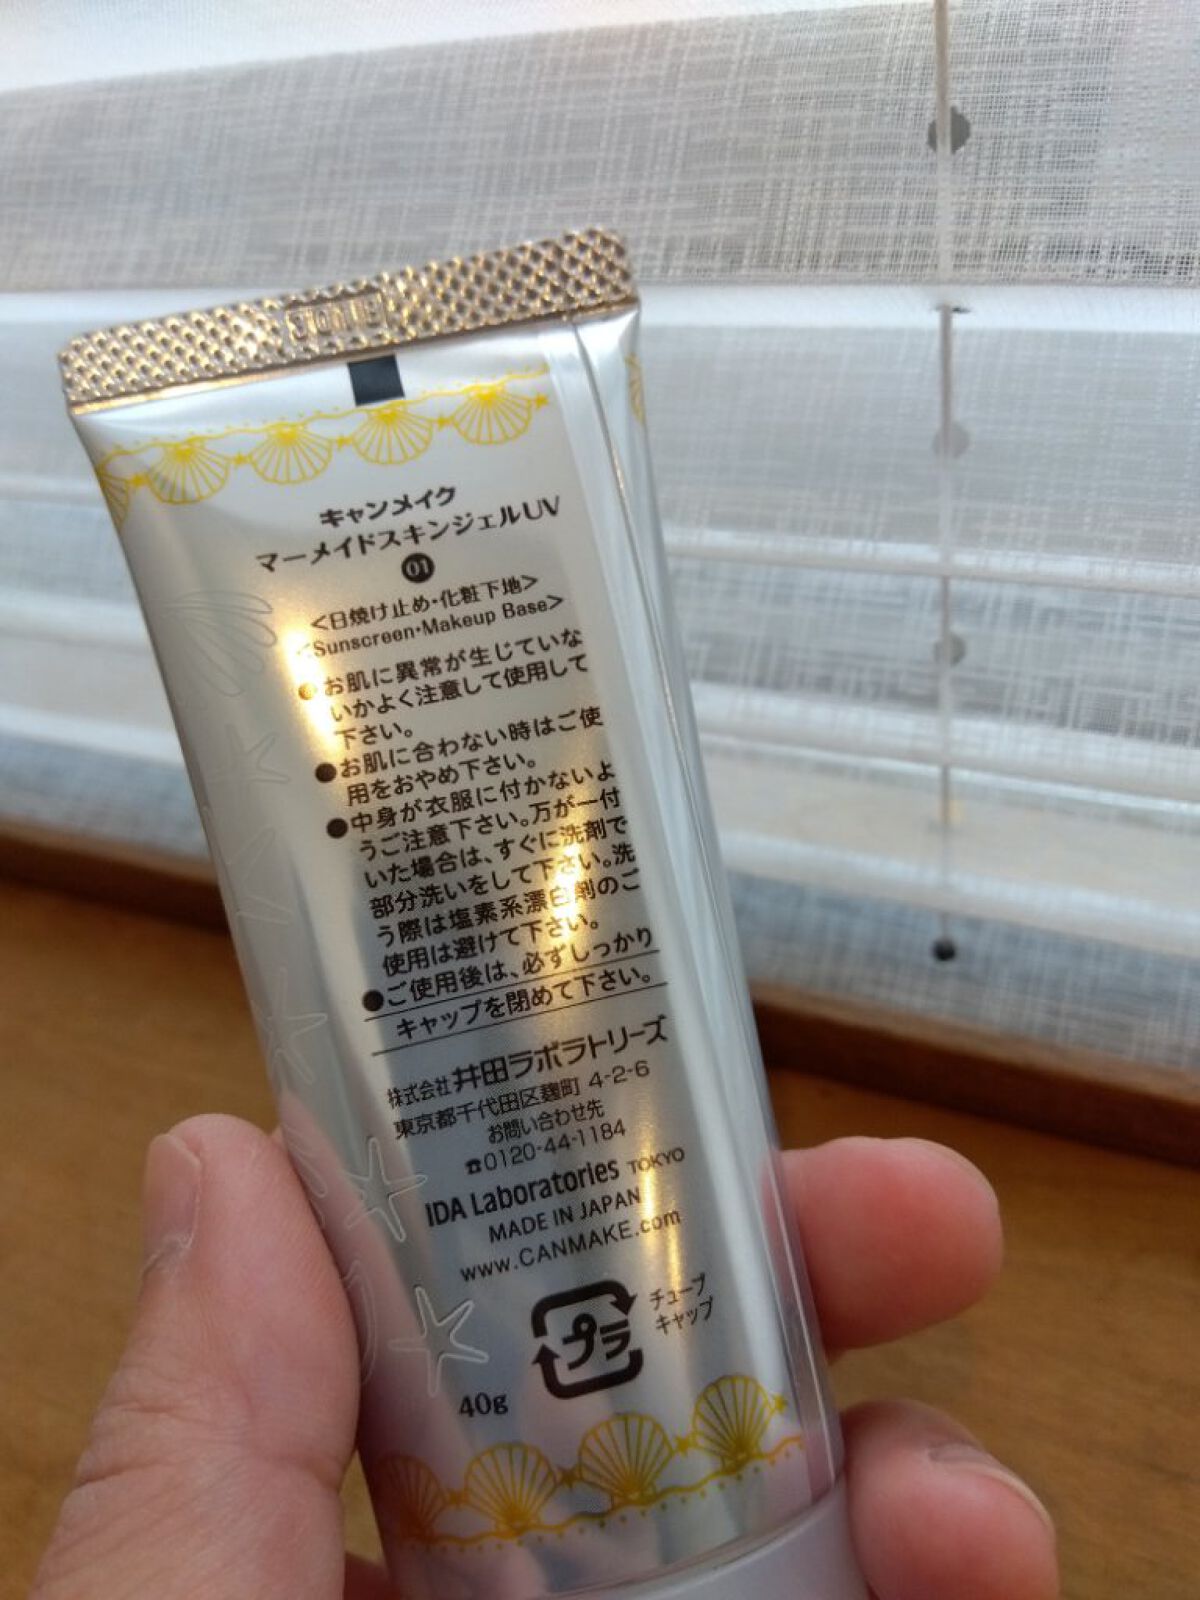 キャンメイク
マーメイドスキンジェルUV
01
<日焼け止め・化粧下地>
<Sunscreen・Makeup Base>
●お肌に異常が生じていな
いかよく注意して使用して
下さい。
●お肌に合わない時はご使
用をおやめ下さい。
●中身が衣服に付かないよ
うご注意下さい。万が一付
いた場合は、すぐに洗剤で
部分洗いをして下さい。洗
う際は塩素系漂白剤のご
使用は避けて下さい。
●ご使用後は、必ずしっかり
キャップを閉めて下さい。
株式会社 井田ラボラトリーズ
東京都千代田区麹町 4-2-6
お問い合わせ先
☎0120-44-1184
IDA Laboratories TOKYO
MADE IN JAPAN
www.CANMAKE.com
プラ
チューブ
キャップ
40g